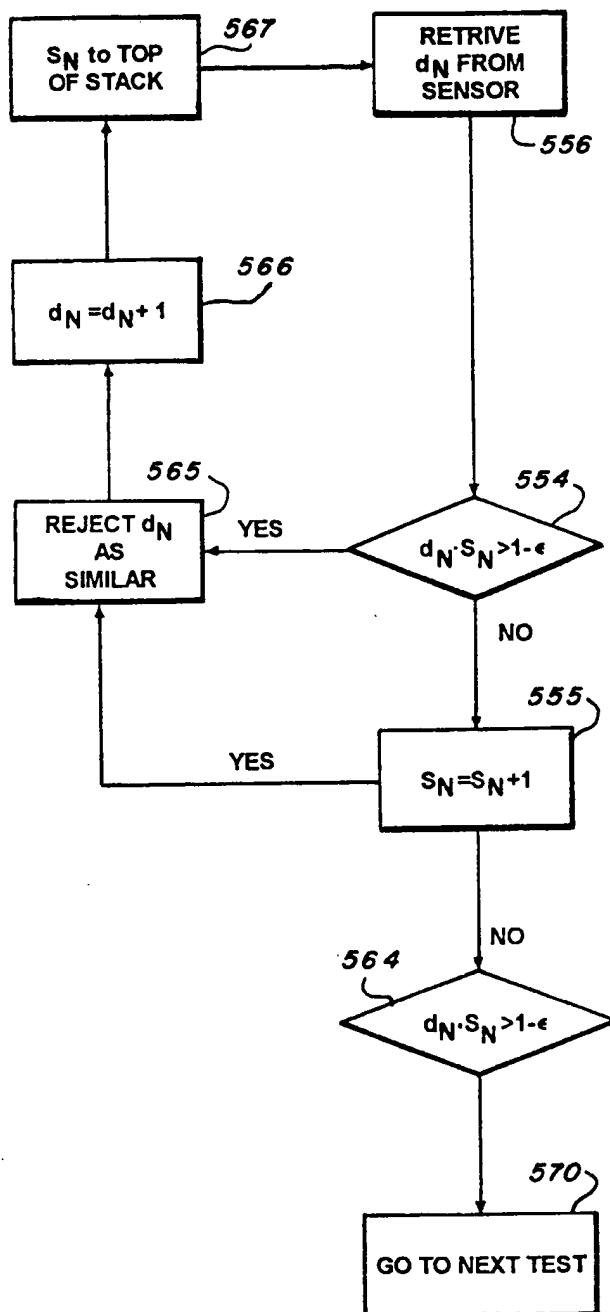 567
S_N to TOP
OF STACK
RETRIVE
d_N FROM
SENSOR
556
566
d_N=d_N+1
565
REJECT d_N
AS
SIMILAR
YES
554
d_N·S_N>1-ϵ
NO
555
YES
S_N=S_N+1
NO
564
d_N·S_N>1-ϵ
570
GO TO NEXT TEST